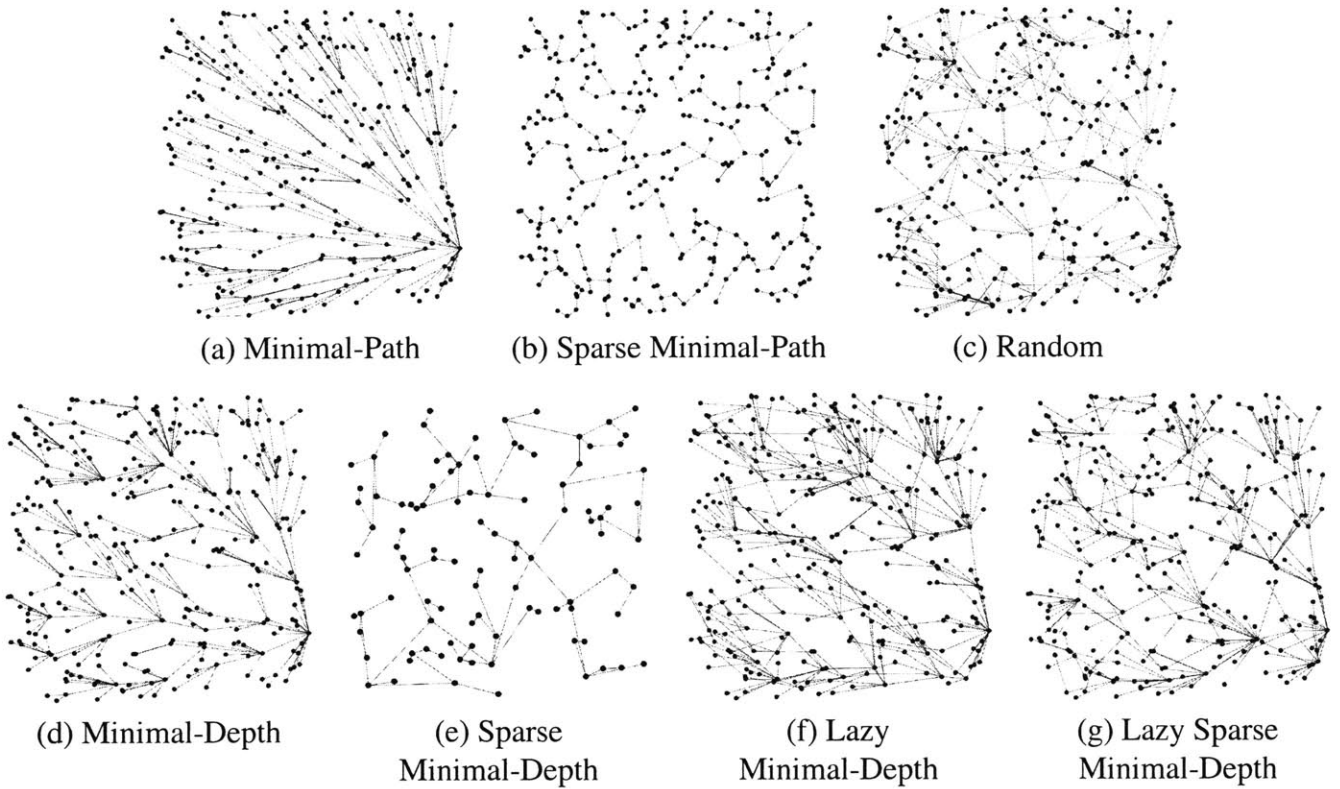 (a) Minimal-Path
(b) Sparse Minimal-Path
(c) Random
(d) Minimal-Depth
(e) Sparse
Minimal-Depth
(f) Lazy
Minimal-Depth
(g) Lazy Sparse
Minimal-Depth